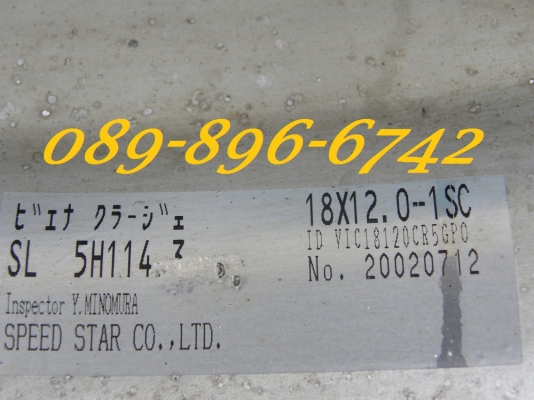 089-896-6742
ビエナ クラージェ
18X12.0-1SC
ID VIC18120CR5GPO
SL 5H114 3
No. 20020712
Inspector Y.MINOMURA
SPEED STAR CO.,LTD.